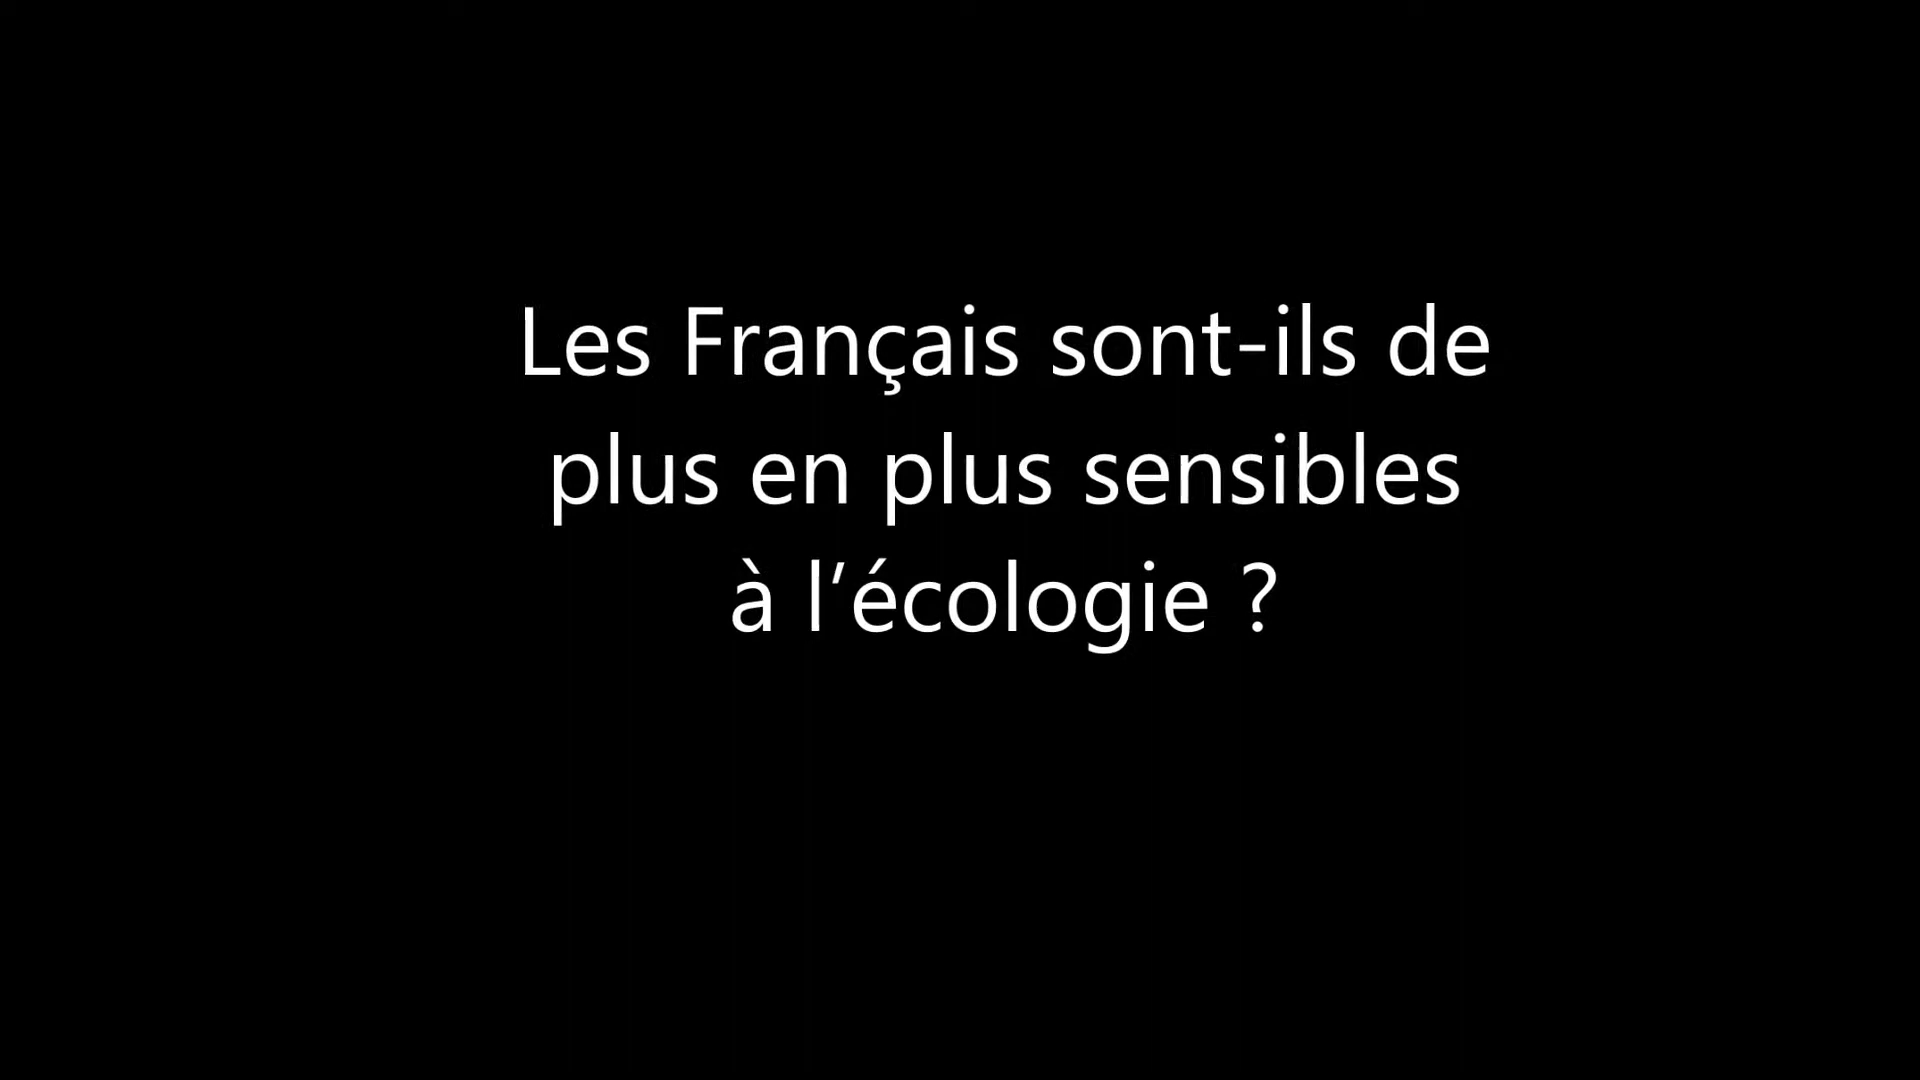 Les Français sont-ils de
plus en plus sensibles
à l’écologie ?